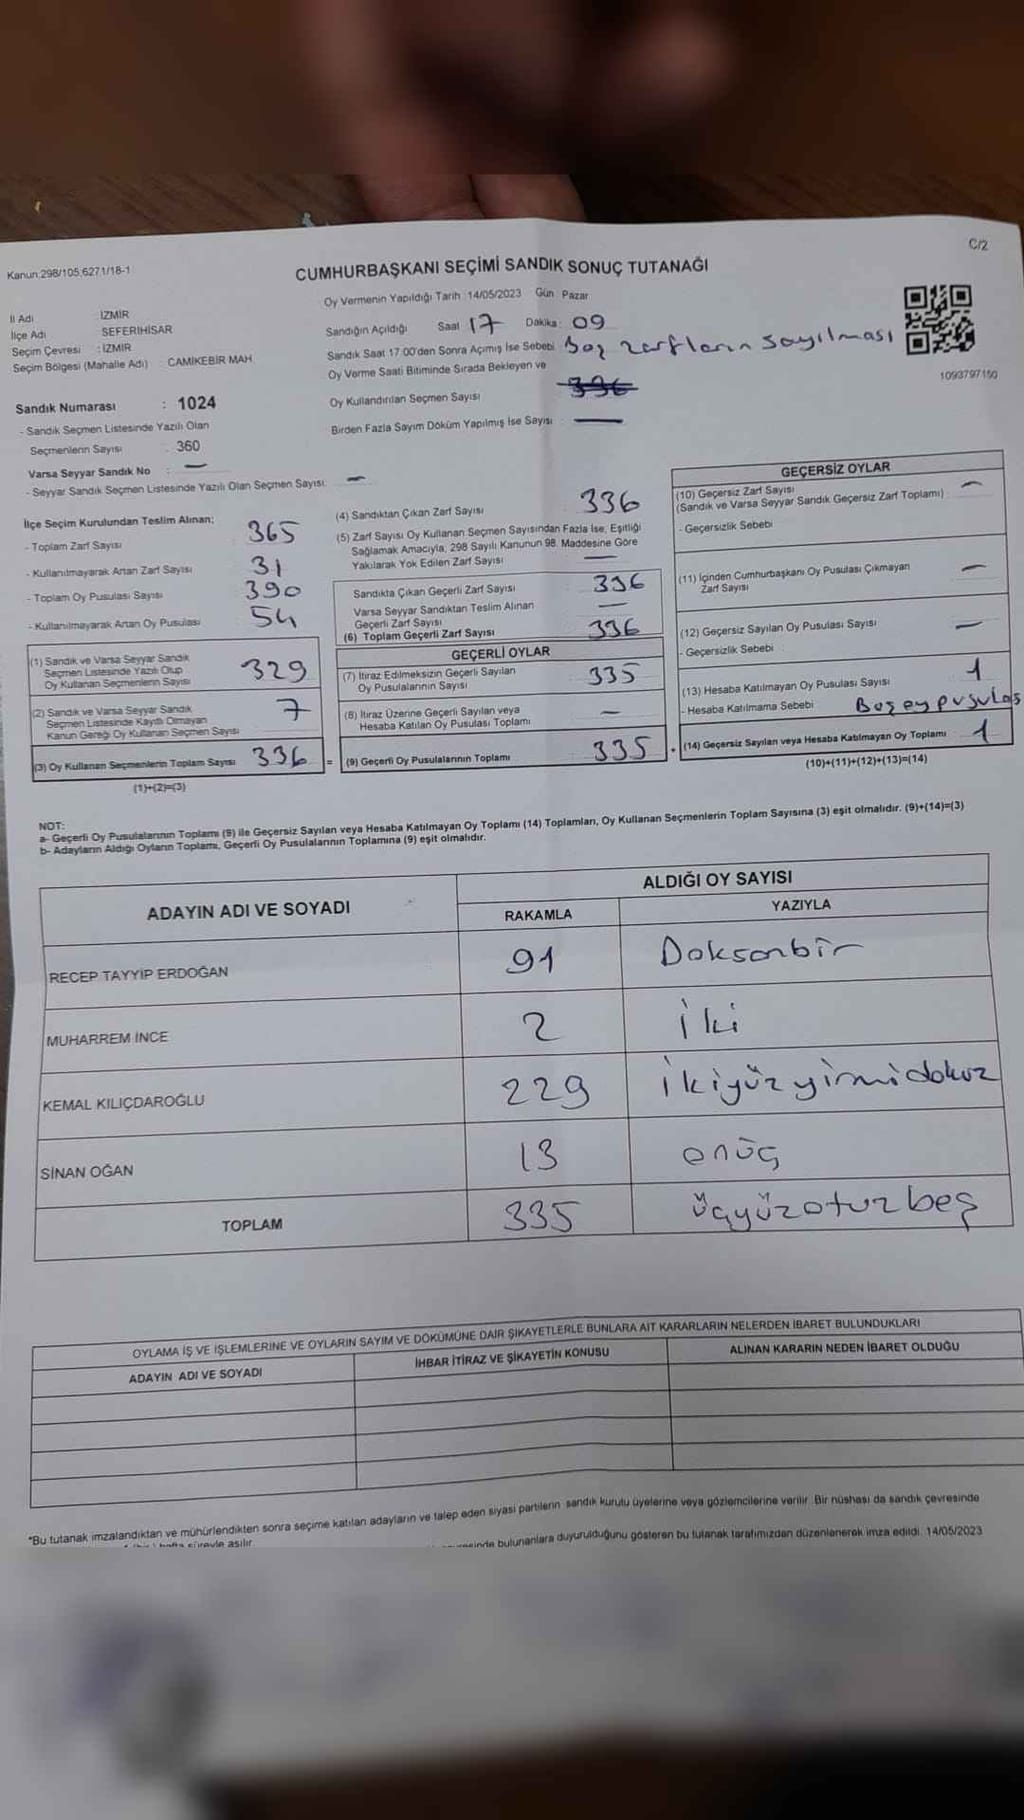 C/2
Kanun:298/105;6271/18-1
CUMHURBAŞKANI SEÇİMİ SANDIK SONUÇ TUTANAĞI
İl Adı : İZMİR
İlçe Adı : SEFERİHİSAR
Seçim Çevresi : İZMİR
Seçim Bölgesi (Mahalle Adı) : CAMİKEBİR MAH.
Sandık Numarası : 1024
- Sandık Seçmen Listesinde Yazılı Olan
Seçmenlerin Sayısı : 360
Varsa Seyyar Sandık No : —
- Seyyar Sandık Seçmen Listesinde Yazılı Olan Seçmen Sayısı: —
Oy Vermenin Yapıldığı Tarih :14/05/2023 Gün : Pazar
Sandığın Açıldığı Saat 17 Dakika: 09
Sandık Saat 17:00'den Sonra Açımış İse Sebebi Boş zarfların sayılması
Oy Verme Saati Bitiminde Sırada Bekleyen ve
Oy Kullandırılan Seçmen Sayısı 336
Birden Fazla Sayım Döküm Yapılmış İse Sayısı —
1093797150
İlçe Seçim Kurulundan Teslim Alınan;
- Toplam Zarf Sayısı 365
- Kullanılmayarak Artan Zarf Sayısı 31
- Toplam Oy Pusulası Sayısı 390
- Kullanılmayarak Artan Oy Pusulası 54
(1) Sandık ve Varsa Seyyar Sandık
Seçmen Listesinde Yazılı Olup
Oy Kullanan Seçmenlerin Sayısı 329
(2) Sandık ve Varsa Seyyar Sandık
Seçmen Listesinde Kayıtlı Olmayan
Kanun Gereği Oy Kullanan Seçmen Sayısı 7
(3) Oy Kullanan Seçmenlerin Toplam Sayısı 336 =
(1)+(2)=(3)
(4) Sandıktan Çıkan Zarf Sayısı 336
(5) Zarf Sayısı Oy Kullanan Seçmen Sayısından Fazla İse, Eşitliği
Sağlamak Amacıyla, 298 Sayılı Kanunun 98. Maddesine Göre
Yakılarak Yok Edilen Zarf Sayısı —
Sandıkta Çıkan Geçerli Zarf Sayısı 336
Varsa Seyyar Sandıktan Teslim Alınan
Geçerli Zarf Sayısı —
(6) Toplam Geçerli Zarf Sayısı 336
GEÇERLİ OYLAR
(7) İtiraz Edilmeksizin Geçerli Sayılan
Oy Pusulalarının Sayısı 335
(8) İtiraz Üzerine Geçerli Sayılan veya
Hesaba Katılan Oy Pusulası Toplamı —
(9) Geçerli Oy Pusulalarının Toplamı 335 +
GEÇERSİZ OYLAR
(10) Geçersiz Zarf Sayısı
(Sandık ve Varsa Seyyar Sandık Geçersiz Zarf Toplamı) —
- Geçersizlik Sebebi :
(11) İçinden Cumhurbaşkanı Oy Pusulası Çıkmayan
Zarf Sayısı —
(12) Geçersiz Sayılan Oy Pusulası Sayısı —
- Geçersizlik Sebebi :
(13) Hesaba Katılmayan Oy Pusulası Sayısı 1
- Hesaba Katılmama Sebebi : Boş oy pusulası
(14) Geçersiz Sayılan veya Hesaba Katılmayan Oy Toplamı 1
(10)+(11)+(12)+(13)=(14)
NOT:
a- Geçerli Oy Pusulalarının Toplamı (9) ile Geçersiz Sayılan veya Hesaba Katılmayan Oy Toplamı (14) Toplamları, Oy Kullanan Seçmenlerin Toplam Sayısına (3) eşit olmalıdır. (9)+(14)=(3)
b- Adayların Aldığı Oyların Toplamı, Geçerli Oy Pusulalarının Toplamına (9) eşit olmalıdır.
ADAYIN ADI VE SOYADI ALDIĞI OY SAYISI
RAKAMLA YAZIYLA
RECEP TAYYİP ERDOĞAN 91 Doksanbir
MUHARREM İNCE 2 İki
KEMAL KILIÇDAROĞLU 229 İkiyüzyirmidokuz
SİNAN OĞAN 13 onüç
TOPLAM 335 üçyüzotuzbeş
OYLAMA İŞ VE İŞLEMLERİNE VE OYLARIN SAYIM VE DÖKÜMÜNE DAİR ŞİKAYETLERLE BUNLARA AİT KARARLARIN NELERDEN İBARET BULUNDUKLARI
ADAYIN ADI VE SOYADI İHBAR İTİRAZ VE ŞİKAYETİN KONUSU ALINAN KARARIN NEDEN İBARET OLDUĞU
*Bu tutanak imzalandıktan ve mühürlendikten sonra seçime katılan adayların ve talep eden siyasi partilerin sandık kurulu üyelerine veya gözlemcilerine verilir. Bir nüshası da sandık çevresinde
hafta süreyle asılır.
bulunanlara duyurulduğunu gösteren bu tutanak tarafımızdan düzenlenerek imza edildi. 14/05/2023